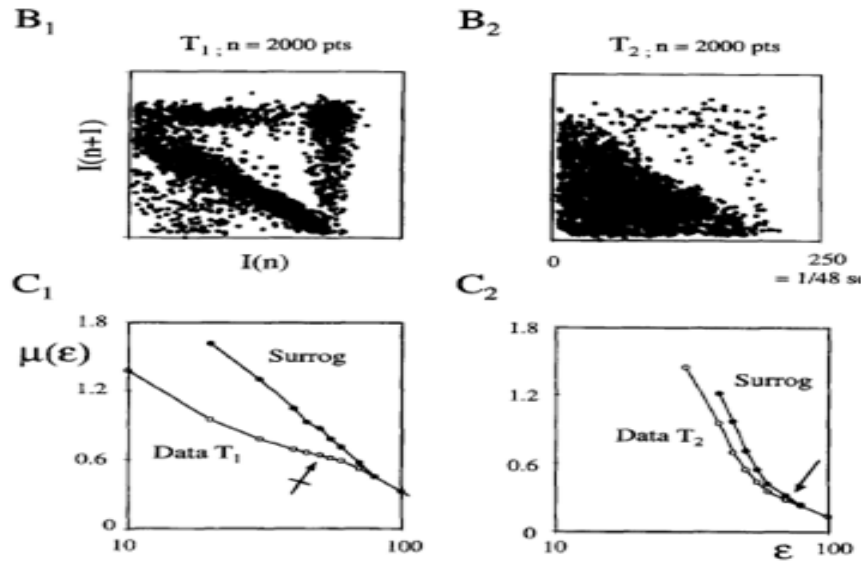 B1
B2
T1 ; n = 2000 pts
T2 ; n = 2000 pts
I(n+1)
I(n)
0
250
= 1/48 se
C1
C2
1.8
1.2
0.6
0
μ(ε)
Surrog
Data T1
10
100
1.8
1.2
0.6
0
Surrog
Data T2
10
ε
100